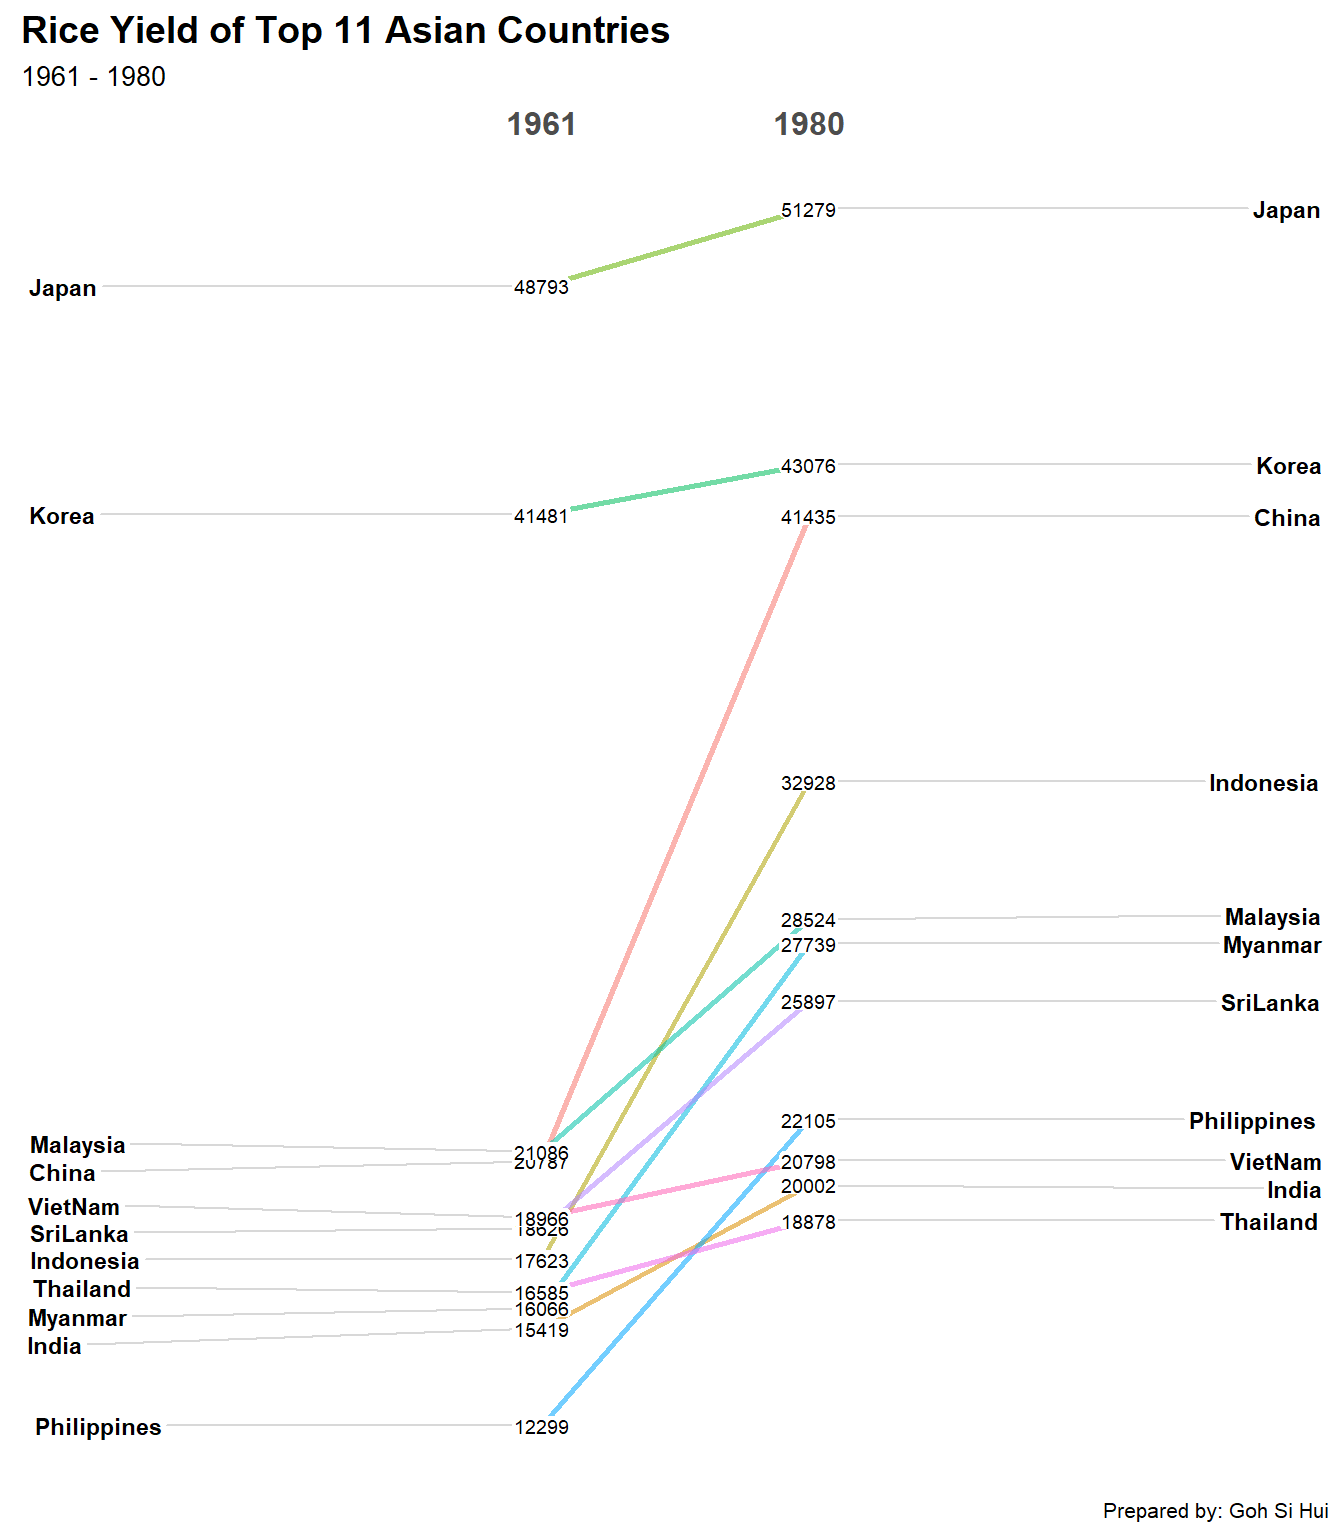 Rice Yield of Top 11 Asian Countries
1961 - 1980
1961 1980
51279 Japan
Japan 48793
43076 Korea
Korea 41481
41435 China
32928 Indonesia
28524 Malaysia
27739 Myanmar
25897 SriLanka
22105 Philippines
Malaysia 21086
20798 VietNam
China 20787
20002 India
VietNam 18966
18878 Thailand
SriLanka 18626
Indonesia 17623
Thailand 16585
Myanmar 16066
India 15419
Philippines 12299
Prepared by: Goh Si Hui